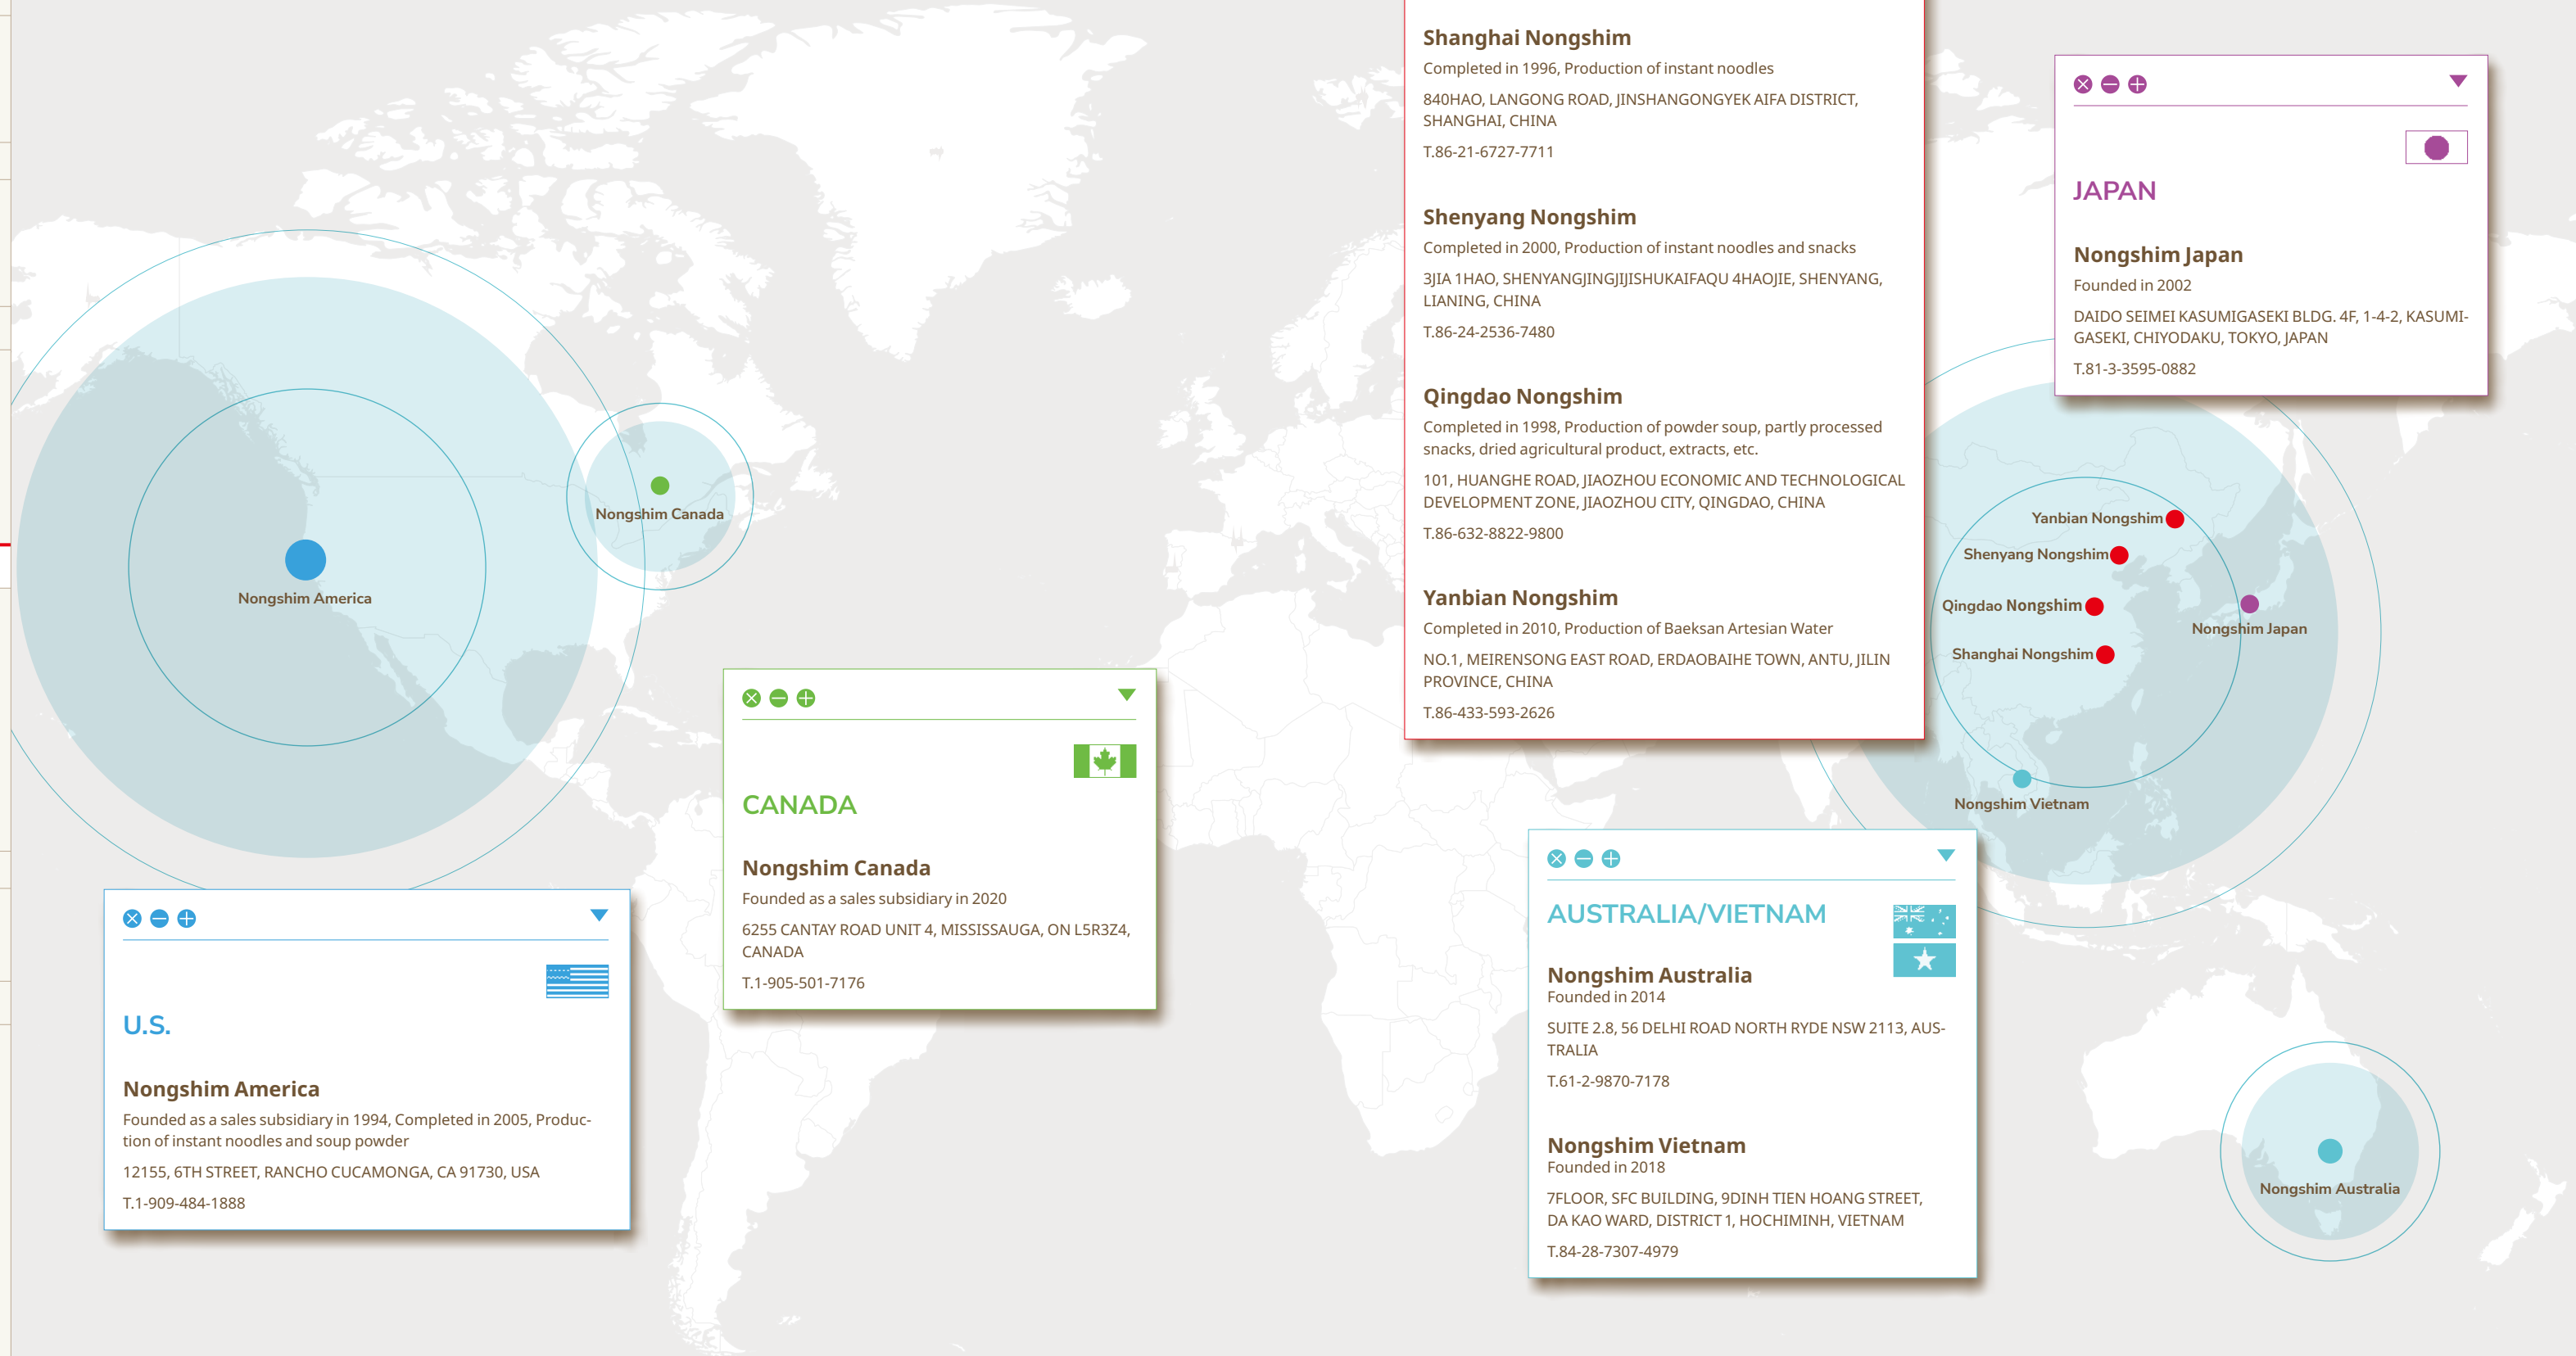 Shanghai Nongshim
Completed in 1996, Production of instant noodles
840HAO, LANGONG ROAD, JINSHANGONGYEK AIFA DISTRICT,
SHANGHAI, CHINA
T.86-21-6727-7711
Shenyang Nongshim
Completed in 2000, Production of instant noodles and snacks
3JIA 1HAO, SHENYANGJINGJIJISHUKAIFAQU 4HAOJIE, SHENYANG,
LIANING, CHINA
T.86-24-2536-7480
Qingdao Nongshim
Completed in 1998, Production of powder soup, partly processed
snacks, dried agricultural product, extracts, etc.
101, HUANGHE ROAD, JIAOZHOU ECONOMIC AND TECHNOLOGICAL
DEVELOPMENT ZONE, JIAOZHOU CITY, QINGDAO, CHINA
T.86-632-8822-9800
Yanbian Nongshim
Completed in 2010, Production of Baeksan Artesian Water
NO.1, MEIRENSONG EAST ROAD, ERDAOBAIHE TOWN, ANTU, JILIN
PROVINCE, CHINA
T.86-433-593-2626
JAPAN
Nongshim Japan
Founded in 2002
DAIDO SEIMEI KASUMIGASEKI BLDG. 4F, 1-4-2, KASUMI-
GASEKI, CHIYODAKU, TOKYO, JAPAN
T.81-3-3595-0882
Nongshim Canada
Nongshim America
Yanbian Nongshim
Shenyang Nongshim
Qingdao Nongshim
Nongshim Japan
Shanghai Nongshim
Nongshim Vietnam
CANADA
Nongshim Canada
Founded as a sales subsidiary in 2020
6255 CANTAY ROAD UNIT 4, MISSISSAUGA, ON L5R3Z4,
CANADA
T.1-905-501-7176
U.S.
Nongshim America
Founded as a sales subsidiary in 1994, Completed in 2005, Produc-
tion of instant noodles and soup powder
12155, 6TH STREET, RANCHO CUCAMONGA, CA 91730, USA
T.1-909-484-1888
AUSTRALIA/VIETNAM
Nongshim Australia
Founded in 2014
SUITE 2.8, 56 DELHI ROAD NORTH RYDE NSW 2113, AUS-
TRALIA
T.61-2-9870-7178
Nongshim Vietnam
Founded in 2018
7FLOOR, SFC BUILDING, 9DINH TIEN HOANG STREET,
DA KAO WARD, DISTRICT 1, HOCHIMINH, VIETNAM
T.84-28-7307-4979
Nongshim Australia